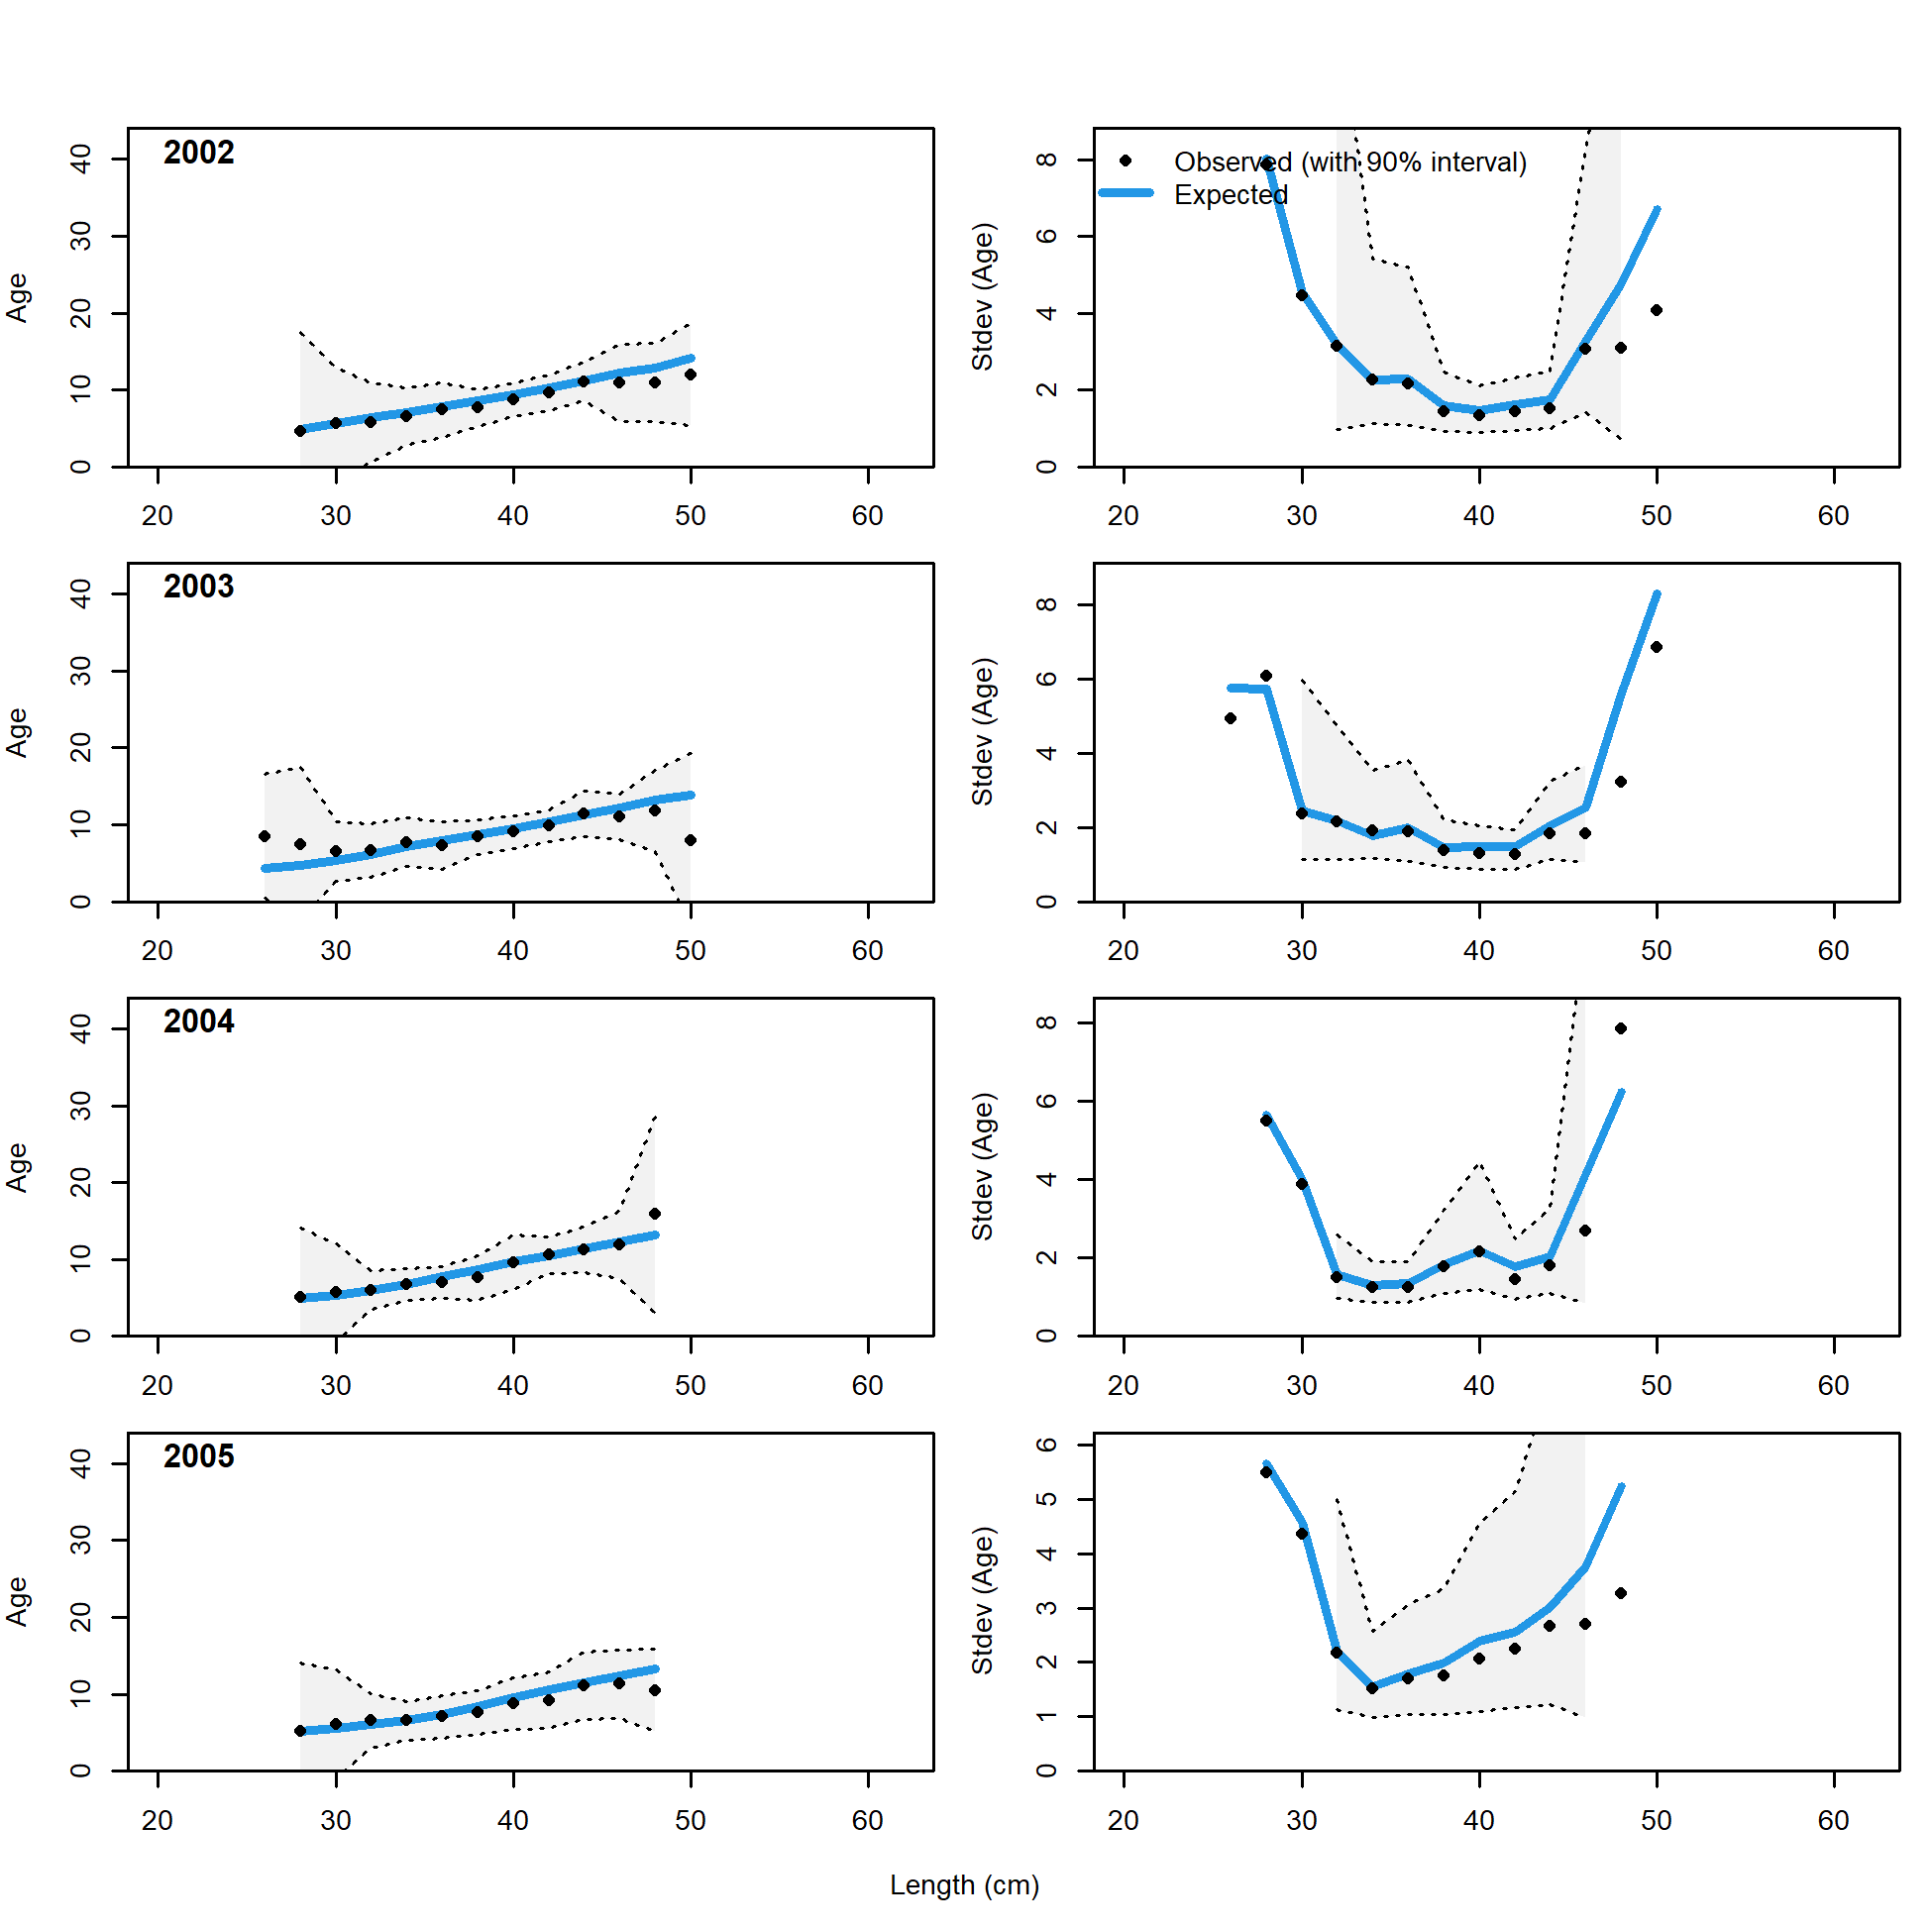 2002
Age
0 10 20 30 40
20 30 40 50 60
Observed (with 90% interval)
Expected
Stdev (Age)
0 2 4 6 8
20 30 40 50 60
2003
Age
0 10 20 30 40
20 30 40 50 60
Stdev (Age)
0 2 4 6 8
20 30 40 50 60
2004
Age
0 10 20 30 40
20 30 40 50 60
Stdev (Age)
0 2 4 6 8
20 30 40 50 60
2005
Age
0 10 20 30 40
20 30 40 50 60
Stdev (Age)
0 1 2 3 4 5 6
20 30 40 50 60
Length (cm)